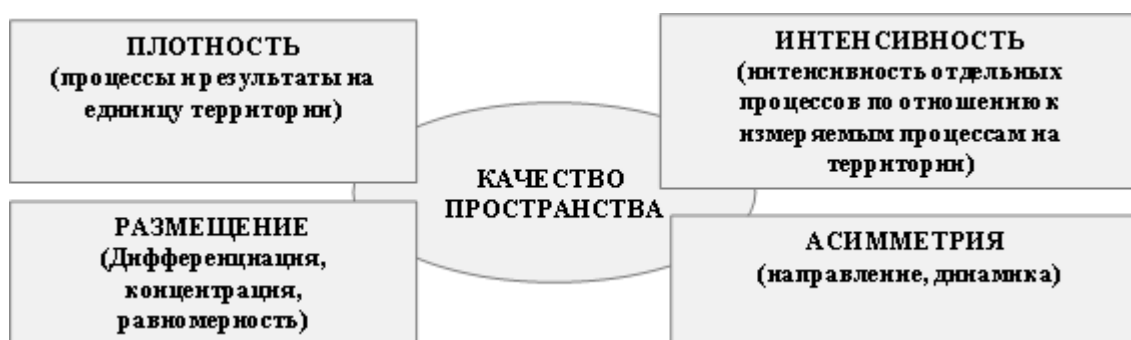 ПЛОТНОСТЬ
(процессы и результаты на
единицу территории)
ИНТЕНСИВНОСТЬ
(интенсивность отдельных
процессов по отношению к
измеряемым процессам на
территории)
КАЧЕСТВО
ПРОСТРАНСТВА
РАЗМЕЩЕНИЕ
(Дифференциация,
концентрация,
равномерность)
АСИММЕТРИЯ
(направление, динамика)